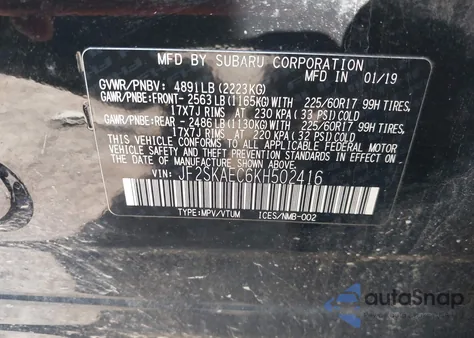 MFD BY SUBARU CORPORATION
MFD IN 01/19
GVWR/PNBV: 4891LB (2223KG)
GAWR/PNBE:FRONT- 2563LB (1165KG)WITH 225/60R17 99H TIRES,
17X7J RIMS AT 230 KPA (33 PSI) COLD
GAWR/PNBE:REAR- 2486LB (1130KG)WITH 225/60R17 99H TIRES,
17X7J RIMS AT 220 KPA (32 PSI) COLD
THIS VEHICLE CONFORMS TO ALL APPLICABLE FEDERAL MOTOR
VEHICLE SAFETY AND THEFT PREVENTION STANDARDS IN EFFECT ON
THE DATE OF MANUFACTURE SHOWN ABOVE.
VIN: JF2SKAEC6KH502416
TYPE:MPV/VTUM ICES/NMB-002
autoSnap